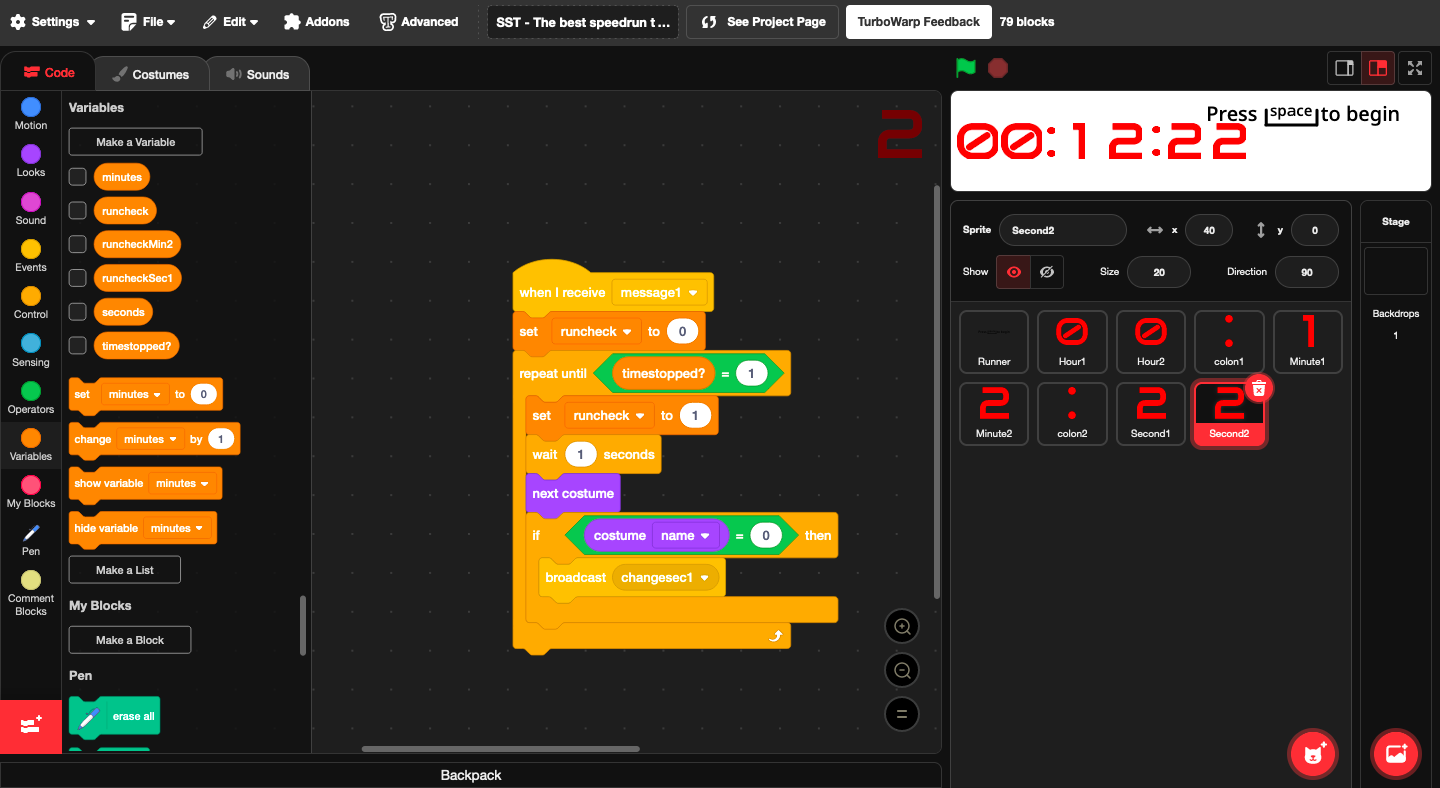 Settings File Edit Addons Advanced SST - The best speedrun t ... See Project Page TurboWarp Feedback 79 blocks
Code Costumes Sounds
Motion
Looks
Sound
Events
Control
Sensing
Operators
Variables
My Blocks
Pen
Comment
Blocks
Variables
Make a Variable
minutes
runcheck
runcheckMin2
runcheckSec1
seconds
timestopped?
set minutes to 0
change minutes by 1
show variable minutes
hide variable minutes
Make a List
My Blocks
Make a Block
Pen
erase all
2
when I receive message1
set runcheck to 0
repeat until timestopped? = 1
set runcheck to 1
wait 1 seconds
next costume
if costume name = 0 then
broadcast changesec1
Backpack
Press space to begin
00:12:22
Sprite Second2 x 40 y 0
Show Size 20 Direction 90
0 0 : 1
Runner Hour1 Hour2 colon1 Minute1
2 : 2 2
Minute2 colon2 Second1 Second2
Stage
Backdrops
1